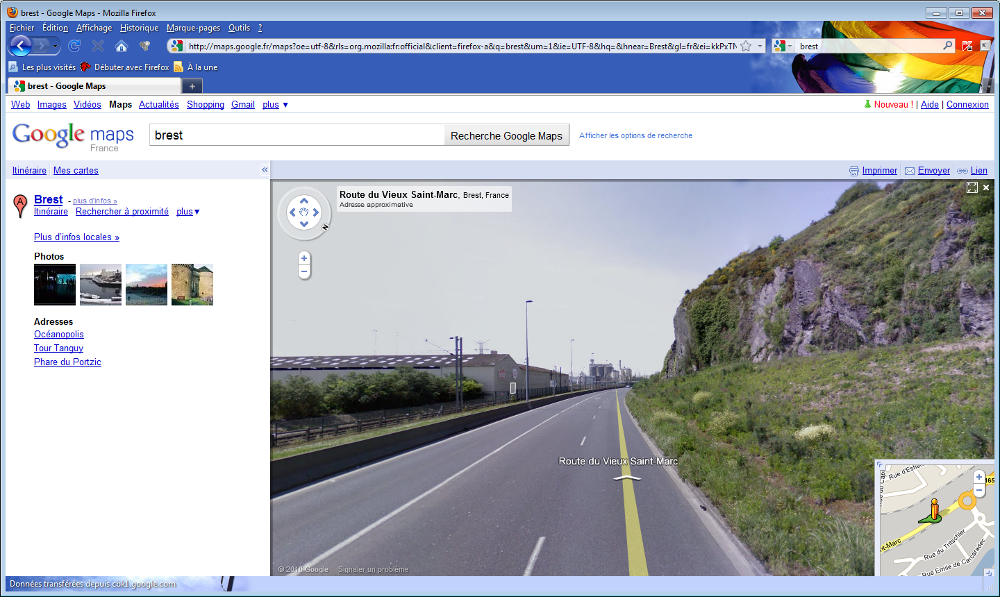 brest - Google Maps - Mozilla Firefox
Fichier Édition Affichage Historique Marque-pages Outils ?
http://maps.google.fr/maps?oe=utf-8&rls=org.mozilla:fr:official&client=firefox-a&q=brest&um=1&ie=UTF-8&hq=&hnear=Brest&gl=fr&ei=kkPxTN
brest
Les plus visités Débuter avec Firefox À la une
brest - Google Maps
Web Images Vidéos Maps Actualités Shopping Gmail plus ▼
Nouveau ! | Aide | Connexion
Google maps
France
brest
Recherche Google Maps
Afficher les options de recherche
Itinéraire Mes cartes «
Imprimer Envoyer Lien
A
Brest - plus d'infos »
Itinéraire Rechercher à proximité plus▼
Plus d'infos locales »
Photos
Adresses
Océanopolis
Tour Tanguy
Phare du Portzic
N
Route du Vieux Saint-Marc, Brest, France
Adresse approximative
Route du Vieux Saint-Marc
© 2010 Google Signaler un problème
Rue d'Estien
165
nt-Marc
Rue du Tritschler
Rue Emile de Carcaradec
Données transférées depuis cbk1.google.com